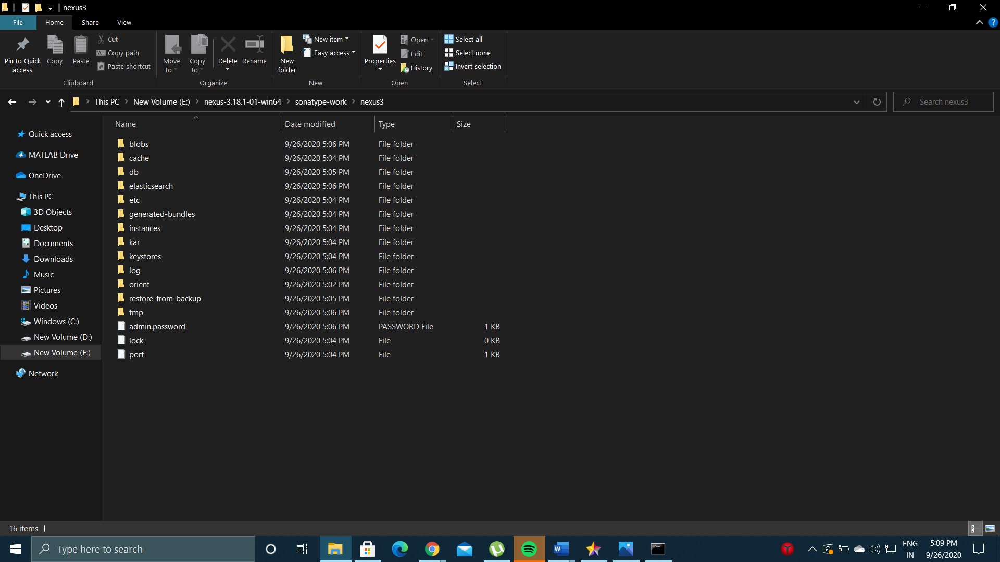 nexus3
File Home Share View
Pin to Quick access
Copy
Paste
Cut
Copy path
Paste shortcut
Clipboard
Move to
Copy to
Delete
Rename
Organize
New folder
New item
Easy access
New
Properties
Open
Edit
History
Open
Select all
Select none
Invert selection
Select
This PC New Volume (E:) nexus-3.18.1-01-win64 sonatype-work nexus3
Search nexus3
Quick access
MATLAB Drive
OneDrive
This PC
3D Objects
Desktop
Documents
Downloads
Music
Pictures
Videos
Windows (C:)
New Volume (D:)
New Volume (E:)
Network
Name Date modified Type Size
blobs 9/26/2020 5:06 PM File folder
cache 9/26/2020 5:04 PM File folder
db 9/26/2020 5:05 PM File folder
elasticsearch 9/26/2020 5:06 PM File folder
etc 9/26/2020 5:04 PM File folder
generated-bundles 9/26/2020 5:04 PM File folder
instances 9/26/2020 5:04 PM File folder
kar 9/26/2020 5:04 PM File folder
keystores 9/26/2020 5:04 PM File folder
log 9/26/2020 5:06 PM File folder
orient 9/26/2020 5:02 PM File folder
restore-from-backup 9/26/2020 5:05 PM File folder
tmp 9/26/2020 5:06 PM File folder
admin.password 9/26/2020 5:06 PM PASSWORD File 1 KB
lock 9/26/2020 5:04 PM File 0 KB
port 9/26/2020 5:04 PM File 1 KB
16 items
Type here to search
ENG
IN
5:09 PM
9/26/2020